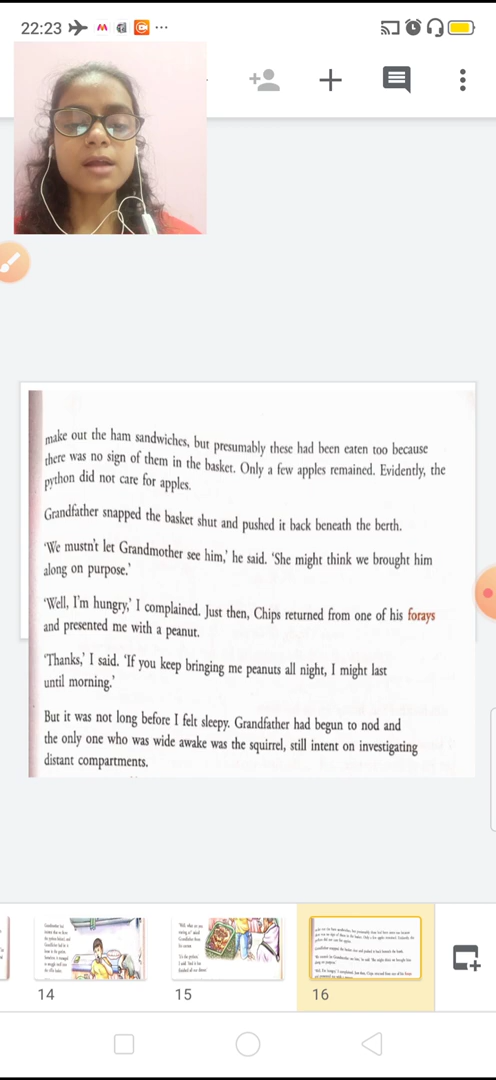 22:23
make out the ham sandwiches, but presumably these had been eaten too because
there was no sign of them in the basket. Only a few apples remained. Evidently, the
python did not care for apples.
Grandfather snapped the basket shut and pushed it back beneath the berth.
‘We mustn’t let Grandmother see him,’ he said. ‘She might think we brought him
along on purpose.’
‘Well, I’m hungry,’ I complained. Just then, Chips returned from one of his forays
and presented me with a peanut.
‘Thanks,’ I said. ‘If you keep bringing me peanuts all night, I might last
until morning.’
But it was not long before I felt sleepy. Grandfather had begun to nod and
the only one who was wide awake was the squirrel, still intent on investigating
distant compartments.
14
15
16